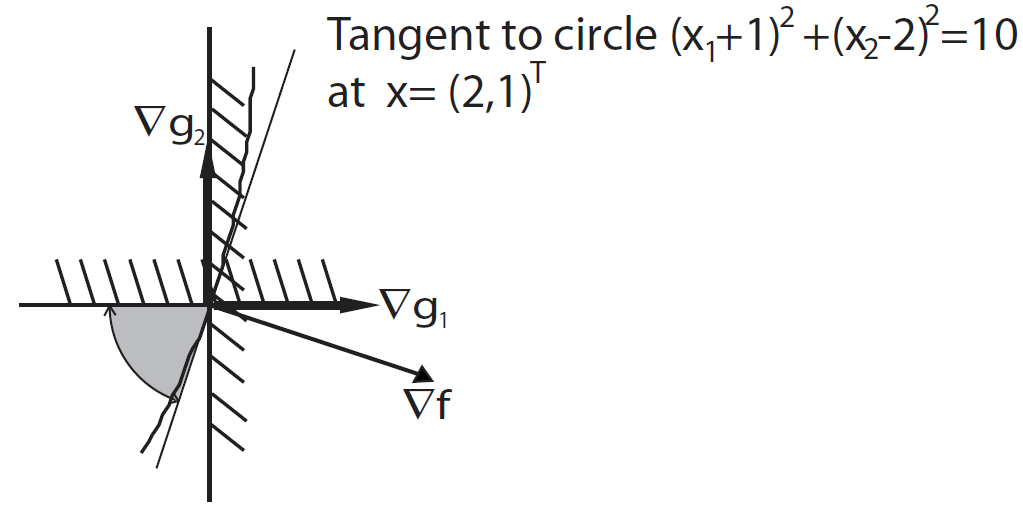 Tangent to circle (x₁+1)² +(x₂-2)²=10
at x= (2,1)ᵀ
∇g₂
∇g₁
∇f